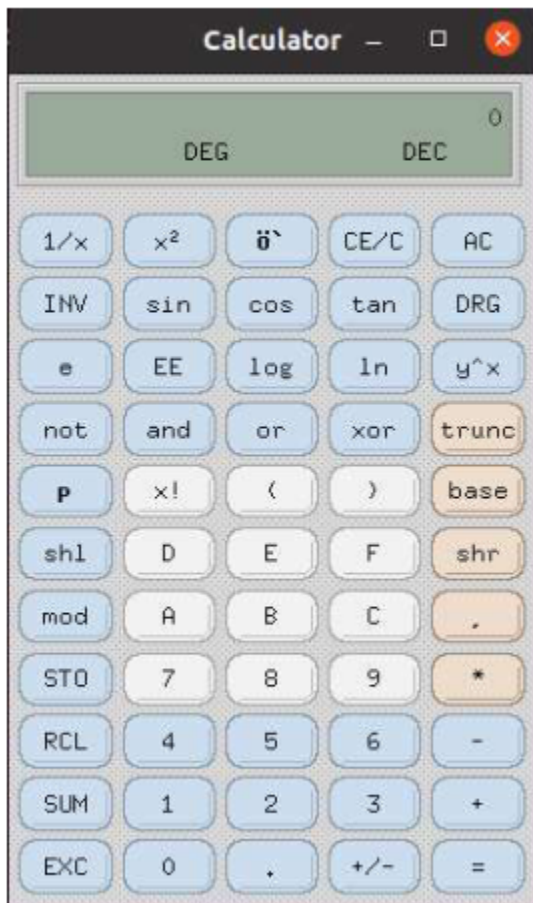 Calculator
0
DEG DEC
1/x x² ö` CE/C AC
INV sin cos tan DRG
e EE log ln y^x
not and or xor trunc
p x! ( ) base
shl D E F shr
mod A B C ,
STO 7 8 9 *
RCL 4 5 6 -
SUM 1 2 3 +
EXC 0 . +/- =